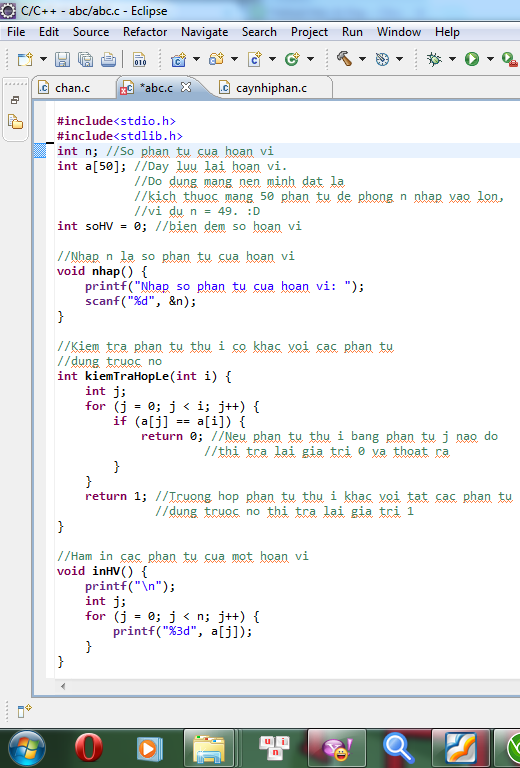 C/C++ - abc/abc.c - Eclipse
File Edit Source Refactor Navigate Search Project Run Window Help
010
chan.c *abc.c caynhiphan.c
#include<stdio.h>
#include<stdlib.h>
int n; //So phan tu cua hoan vi
int a[50]; //Day luu lai hoan vi.
//Do dung mang nen minh dat la
//kich thuoc mang 50 phan tu de phong n nhap vao lon,
//vi du n = 49. :D
int soHV = 0; //bien dem so hoan vi
//Nhap n la so phan tu cua hoan vi
void nhap() {
printf("Nhap so phan tu cua hoan vi: ");
scanf("%d", &n);
}
//Kiem tra phan tu thu i co khac voi cac phan tu
//dung truoc no
int kiemTraHopLe(int i) {
int j;
for (j = 0; j < i; j++) {
if (a[j] == a[i]) {
return 0; //Neu phan tu thu i bang phan tu j nao do
//thi tra lai gia tri 0 va thoat ra
}
}
return 1; //Truong hop phan tu thu i khac voi tat cac phan tu
//dung truoc no thi tra lai gia tri 1
}
//Ham in cac phan tu cua mot hoan vi
void inHV() {
printf("\n");
int j;
for (j = 0; j < n; j++) {
printf("%3d", a[j]);
}
}